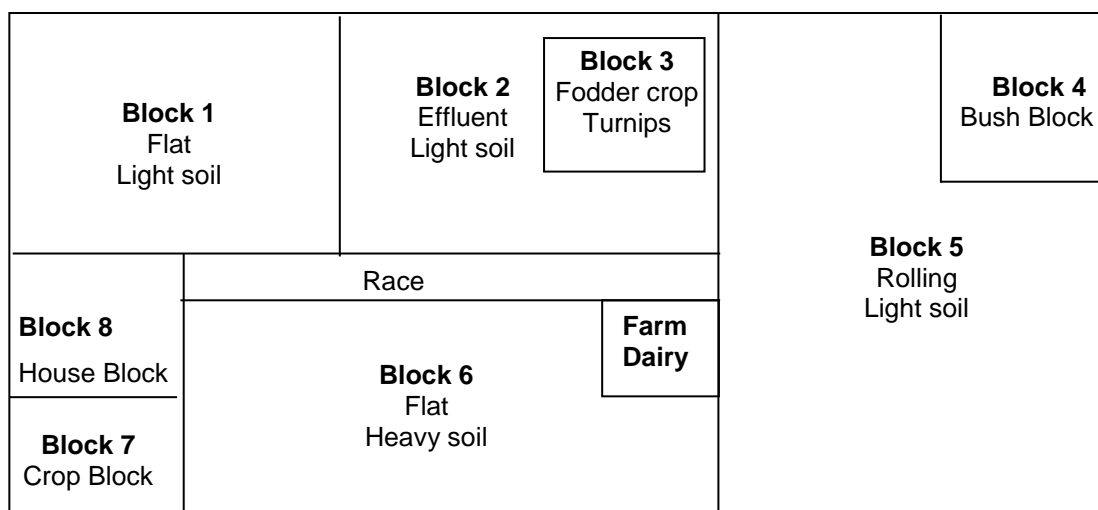 Block 1
Flat
Light soil
Block 2
Effluent
Light soil
Block 3
Fodder crop
Turnips
Block 4
Bush Block
Block 5
Rolling
Light soil
Race
Farm
Dairy
Block 8
House Block
Block 6
Flat
Heavy soil
Block 7
Crop Block